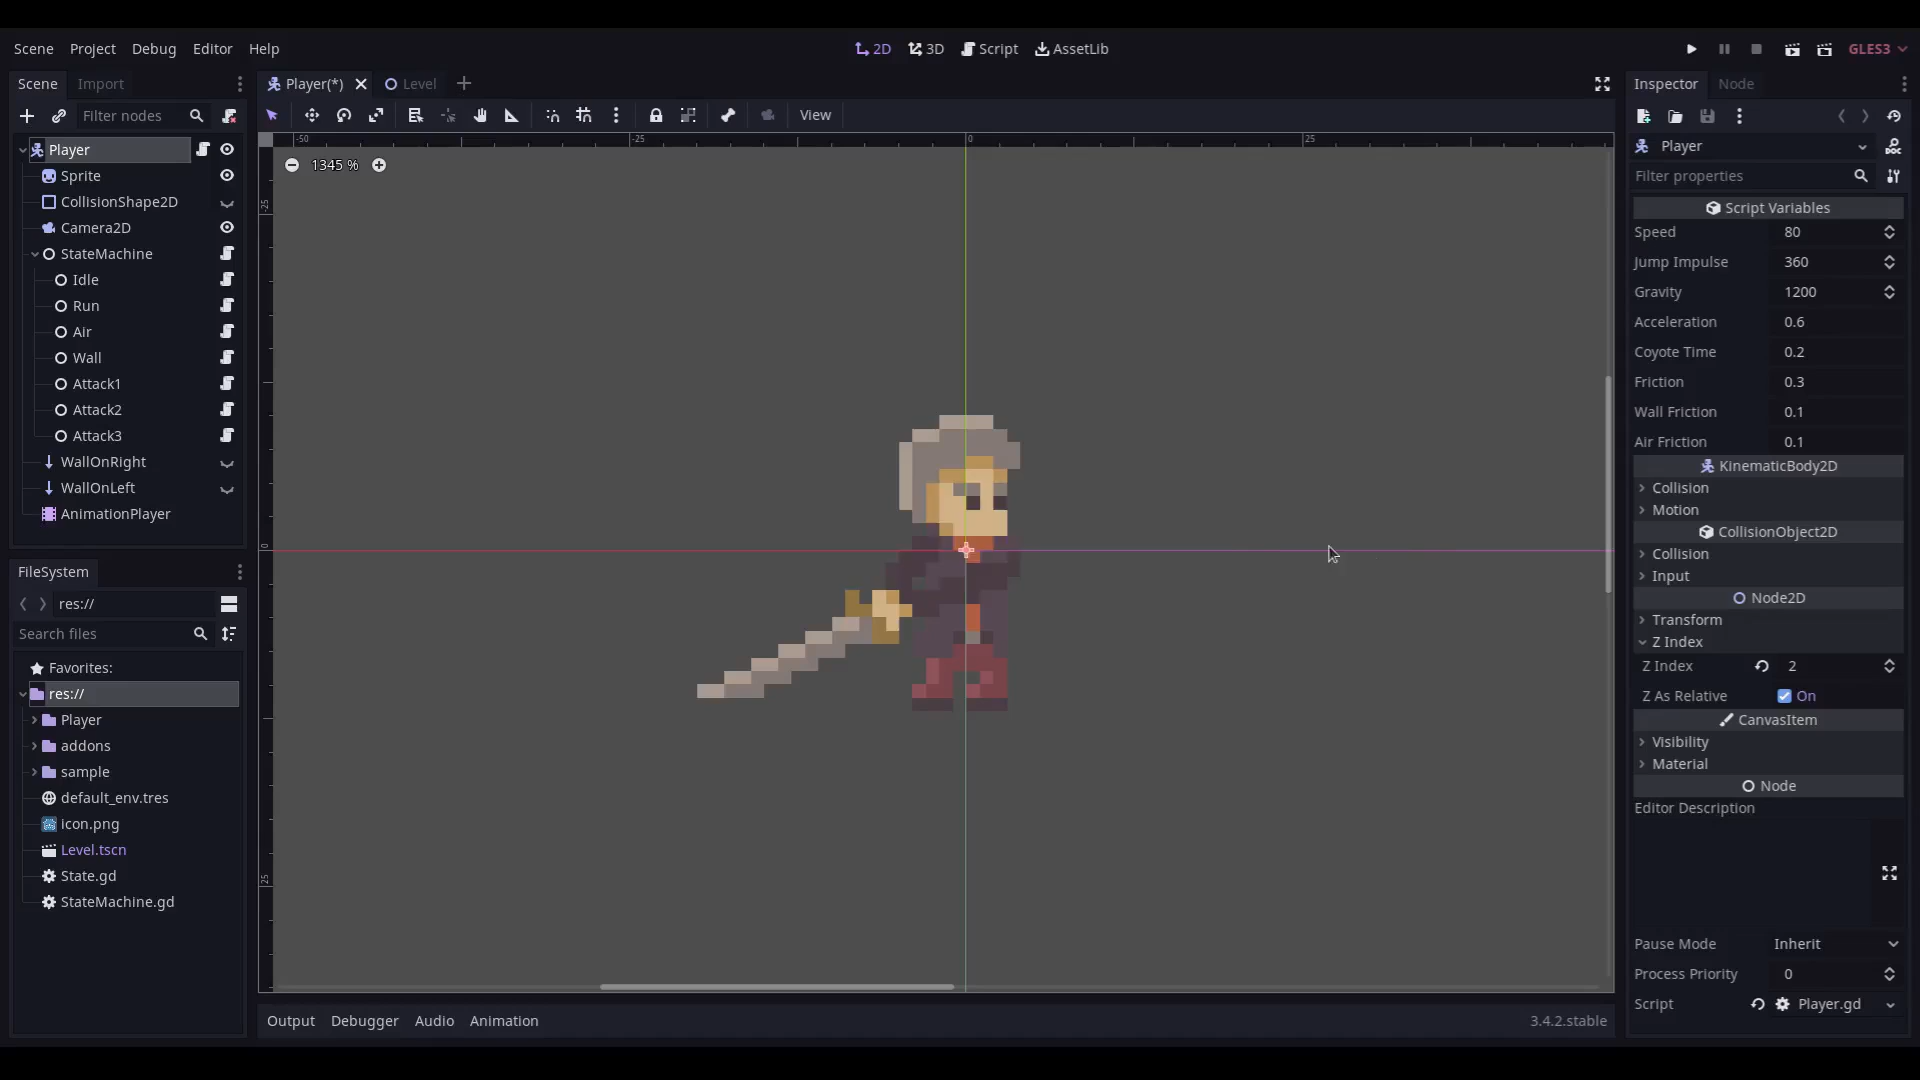 Scene Project Debug Editor Help 2D 3D Script AssetLib GLES3
Scene Import
Filter nodes
Player
Sprite
CollisionShape2D
Camera2D
StateMachine
Idle
Run
Air
Wall
Attack1
Attack2
Attack3
WallOnRight
WallOnLeft
AnimationPlayer
FileSystem
res://
Search files
Favorites:
res://
Player
addons
sample
default_env.tres
icon.png
Level.tscn
State.gd
StateMachine.gd
Player(*) Level
View
-50 -25 0 25
1345 %
-25
0
25
Output Debugger Audio Animation 3.4.2.stable
Inspector Node
Player
Filter properties
Script Variables
Speed 80
Jump Impulse 360
Gravity 1200
Acceleration 0.6
Coyote Time 0.2
Friction 0.3
Wall Friction 0.1
Air Friction 0.1
KinematicBody2D
Collision
Motion
CollisionObject2D
Collision
Input
Node2D
Transform
Z Index
Z Index 2
Z As Relative On
CanvasItem
Visibility
Material
Node
Editor Description
Pause Mode Inherit
Process Priority 0
Script Player.gd